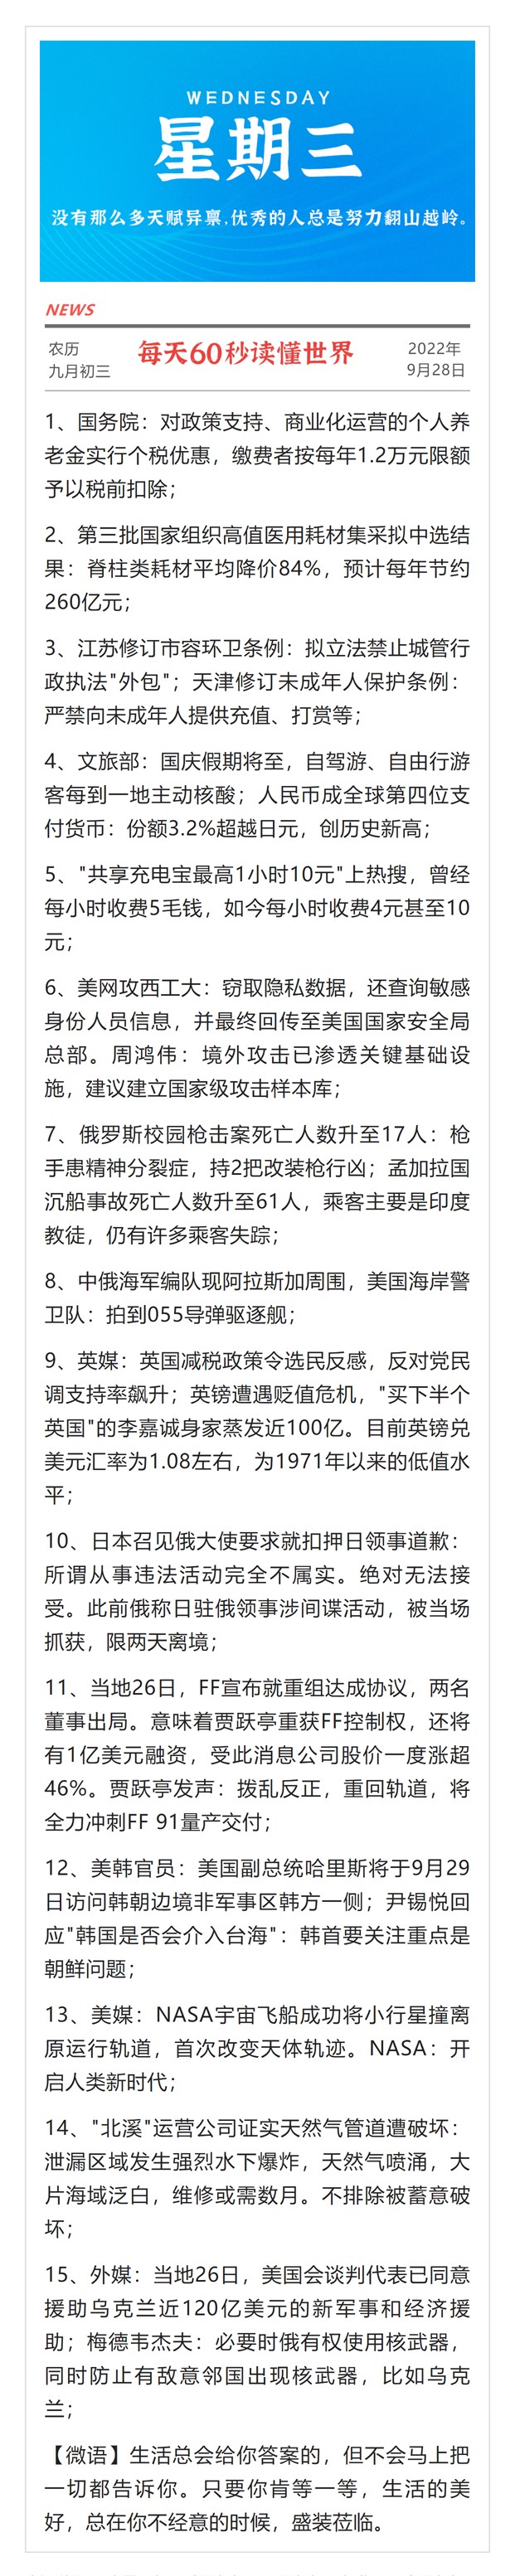 WEDNESDAY
星期三
没有那么多天赋异禀,优秀的人总是努力翻山越岭。
NEWS
农历
九月初三
每天60秒读懂世界
2022年
9月28日
1、国务院：对政策支持、商业化运营的个人养
老金实行个税优惠，缴费者按每年1.2万元限额
予以税前扣除；
2、第三批国家组织高值医用耗材集采拟中选结
果：脊柱类耗材平均降价84%，预计每年节约
260亿元；
3、江苏修订市容环卫条例：拟立法禁止城管行
政执法"外包"；天津修订未成年人保护条例：
严禁向未成年人提供充值、打赏等；
4、文旅部：国庆假期将至，自驾游、自由行游
客每到一地主动核酸；人民币成全球第四位支
付货币：份额3.2%超越日元，创历史新高；
5、"共享充电宝最高1小时10元"上热搜，曾经
每小时收费5毛钱，如今每小时收费4元甚至10
元；
6、美网攻西工大：窃取隐私数据，还查询敏感
身份人员信息，并最终回传至美国国家安全局
总部。周鸿伟：境外攻击已渗透关键基础设
施，建议建立国家级攻击样本库；
7、俄罗斯校园枪击案死亡人数升至17人：枪
手患精神分裂症，持2把改装枪行凶；孟加拉国
沉船事故死亡人数升至61人，乘客主要是印度
教徒，仍有许多乘客失踪；
8、中俄海军编队现阿拉斯加周围，美国海岸警
卫队：拍到055导弹驱逐舰；
9、英媒：英国减税政策令选民反感，反对党民
调支持率飙升；英镑遭遇贬值危机，"买下半个
英国"的李嘉诚身家蒸发近100亿。目前英镑兑
美元汇率为1.08左右，为1971年以来的低值水
平；
10、日本召见俄大使要求就扣押日领事道歉：
所谓从事违法活动完全不属实。绝对无法接
受。此前俄称日驻俄领事涉间谍活动，被当场
抓获，限两天离境；
11、当地26日，FF宣布就重组达成协议，两名
董事出局。意味着贾跃亭重获FF控制权，还将
有1亿美元融资，受此消息公司股价一度涨超
46%。贾跃亭发声：拨乱反正，重回轨道，将
全力冲刺FF 91量产交付；
12、美韩官员：美国副总统哈里斯将于9月29
日访问韩朝边境非军事区韩方一侧；尹锡悦回
应"韩国是否会介入台海"：韩首要关注重点是
朝鲜问题；
13、美媒：NASA宇宙飞船成功将小行星撞离
原运行轨道，首次改变天体轨迹。NASA：开
启人类新时代；
14、"北溪"运营公司证实天然气管道遭破坏：
泄漏区域发生强烈水下爆炸，天然气喷涌，大
片海域泛白，维修或需数月。不排除被蓄意破
坏；
15、外媒：当地26日，美国会谈判代表已同意
援助乌克兰近120亿美元的新军事和经济援
助；梅德韦杰夫：必要时俄有权使用核武器，
同时防止有敌意邻国出现核武器，比如乌克
兰；
【微语】生活总会给你答案的，但不会马上把
一切都告诉你。只要你肯等一等，生活的美
好，总在你不经意的时候，盛装莅临。